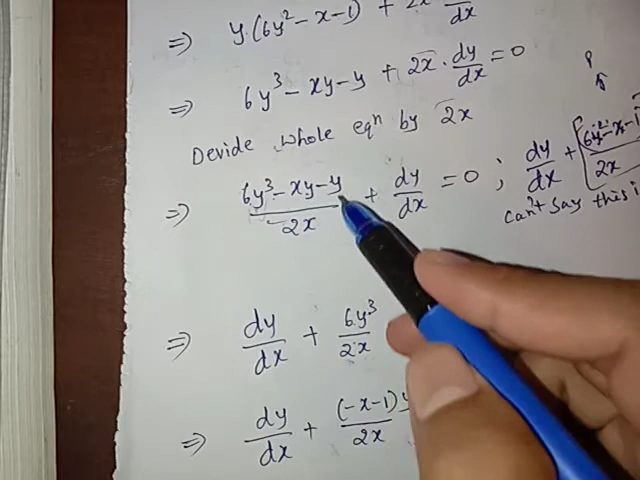 ⇒ y.(6y² - x - 1) + 2x dy/dx
⇒ 6y³ - xy - y + 2x . dy/dx = 0
Devide whole eqⁿ by 2x
⇒ (6y³ - xy - y)/2x + dy/dx = 0 ; dy/dx + (6y² - x - 1)/2x
can't say this i
⇒ dy/dx + 6y³/2x
⇒ dy/dx + (-x-1)y/2x